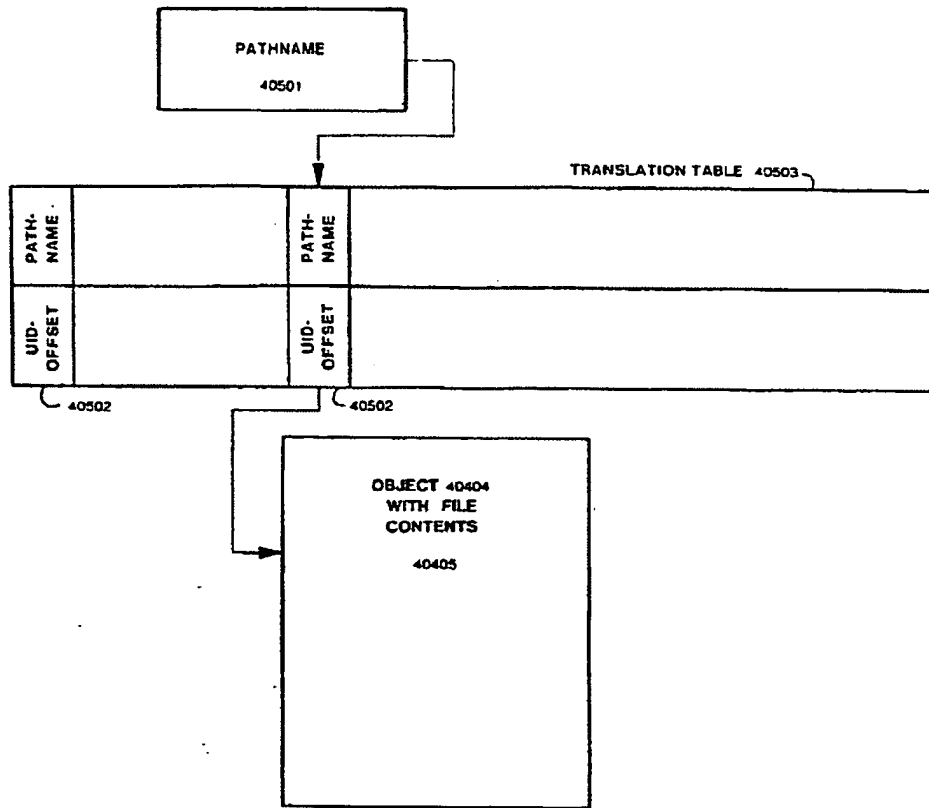 PATHNAME
40501
TRANSLATION TABLE 40503
PATH-
NAME
PATH-
NAME
UID-
OFFSET
UID-
OFFSET
40502
40502
OBJECT 40404
WITH FILE
CONTENTS
40405